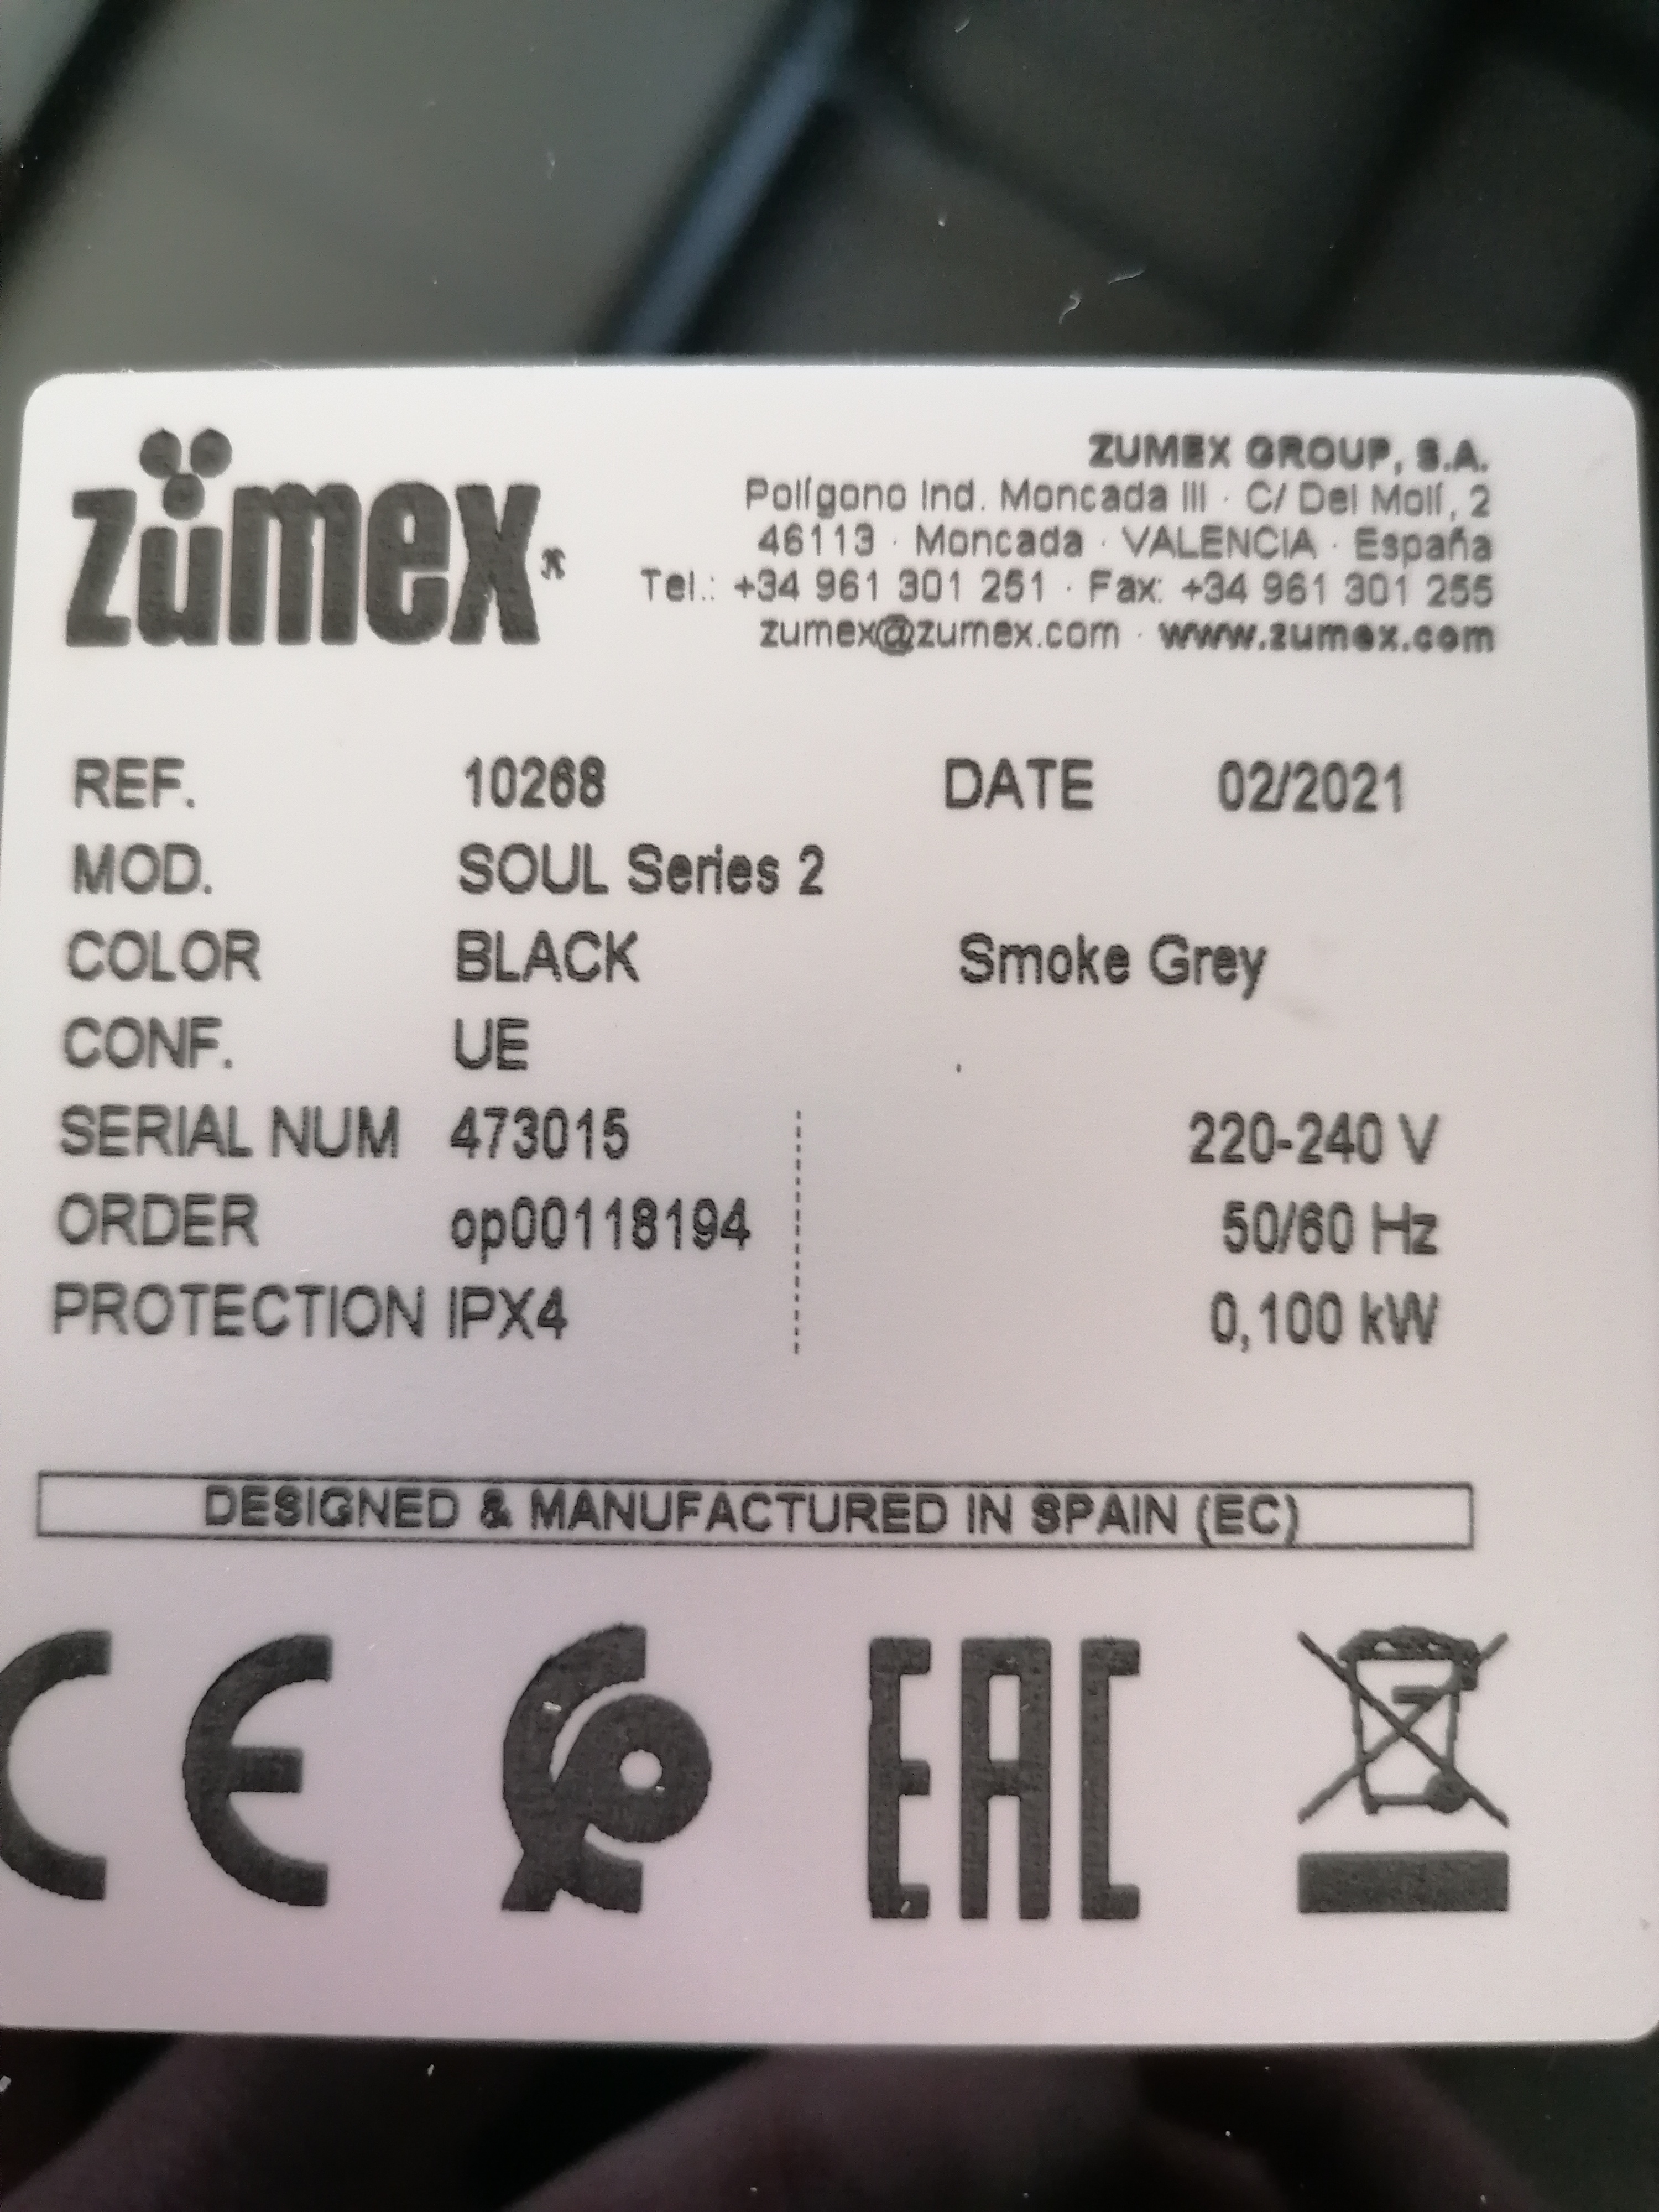 zümex®
ZUMEX GROUP, S.A.
Polígono Ind. Moncada III · C/ Del Molí, 2
46113 · Moncada · VALENCIA · España
Tel.: +34 961 301 251 · Fax: +34 961 301 255
zumex@zumex.com · www.zumex.com
REF. 10268 DATE 02/2021
MOD. SOUL Series 2
COLOR BLACK Smoke Grey
CONF. UE
SERIAL NUM 473015 220-240 V
ORDER op00118194 50/60 Hz
PROTECTION IPX4 0,100 kW
DESIGNED & MANUFACTURED IN SPAIN (EC)
CE EAC